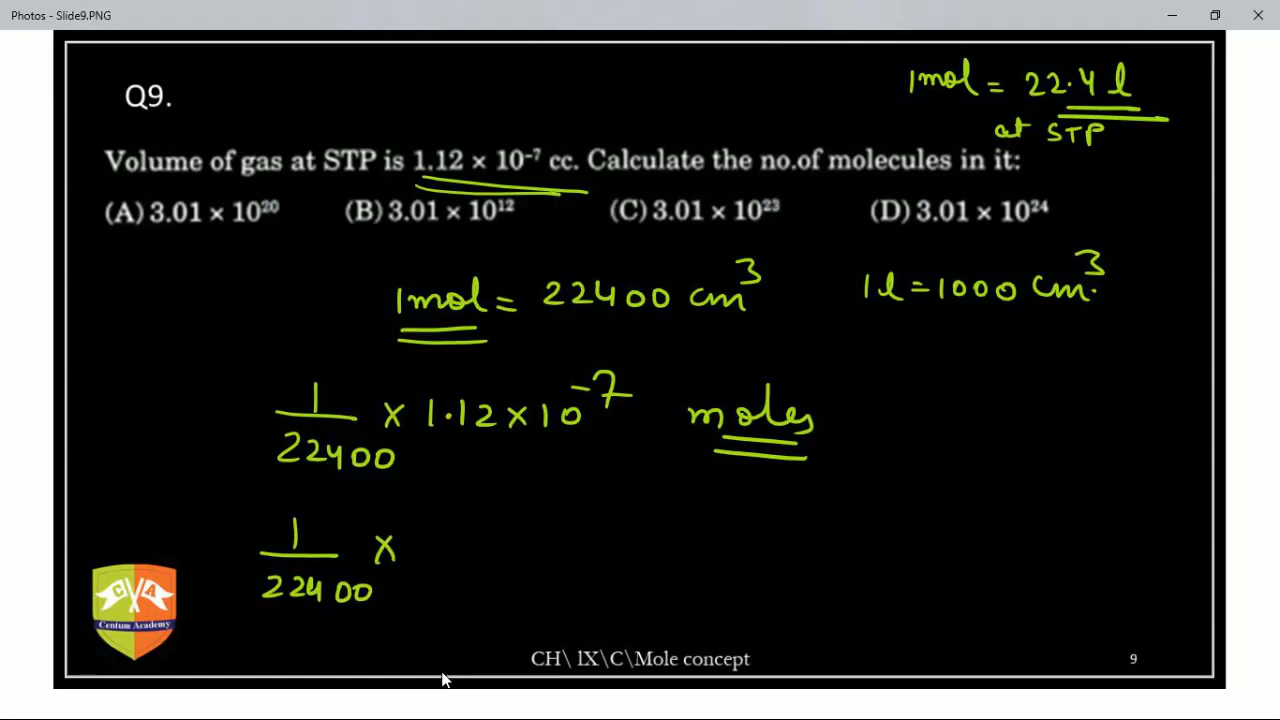 Photos - Slide9.PNG
1mol = 22.4 l
at STP
Q9.
Volume of gas at STP is 1.12 × 10⁻⁷ cc. Calculate the no.of molecules in it:
(A) 3.01 × 10²⁰ (B) 3.01 × 10¹² (C) 3.01 × 10²³ (D) 3.01 × 10²⁴
1mol = 22400 cm³ 1l = 1000 cm³.
1/22400 × 1.12 × 10⁻⁷ moles
1/22400 ×
C A
Centum Academy
CH\ lX\C\Mole concept 9